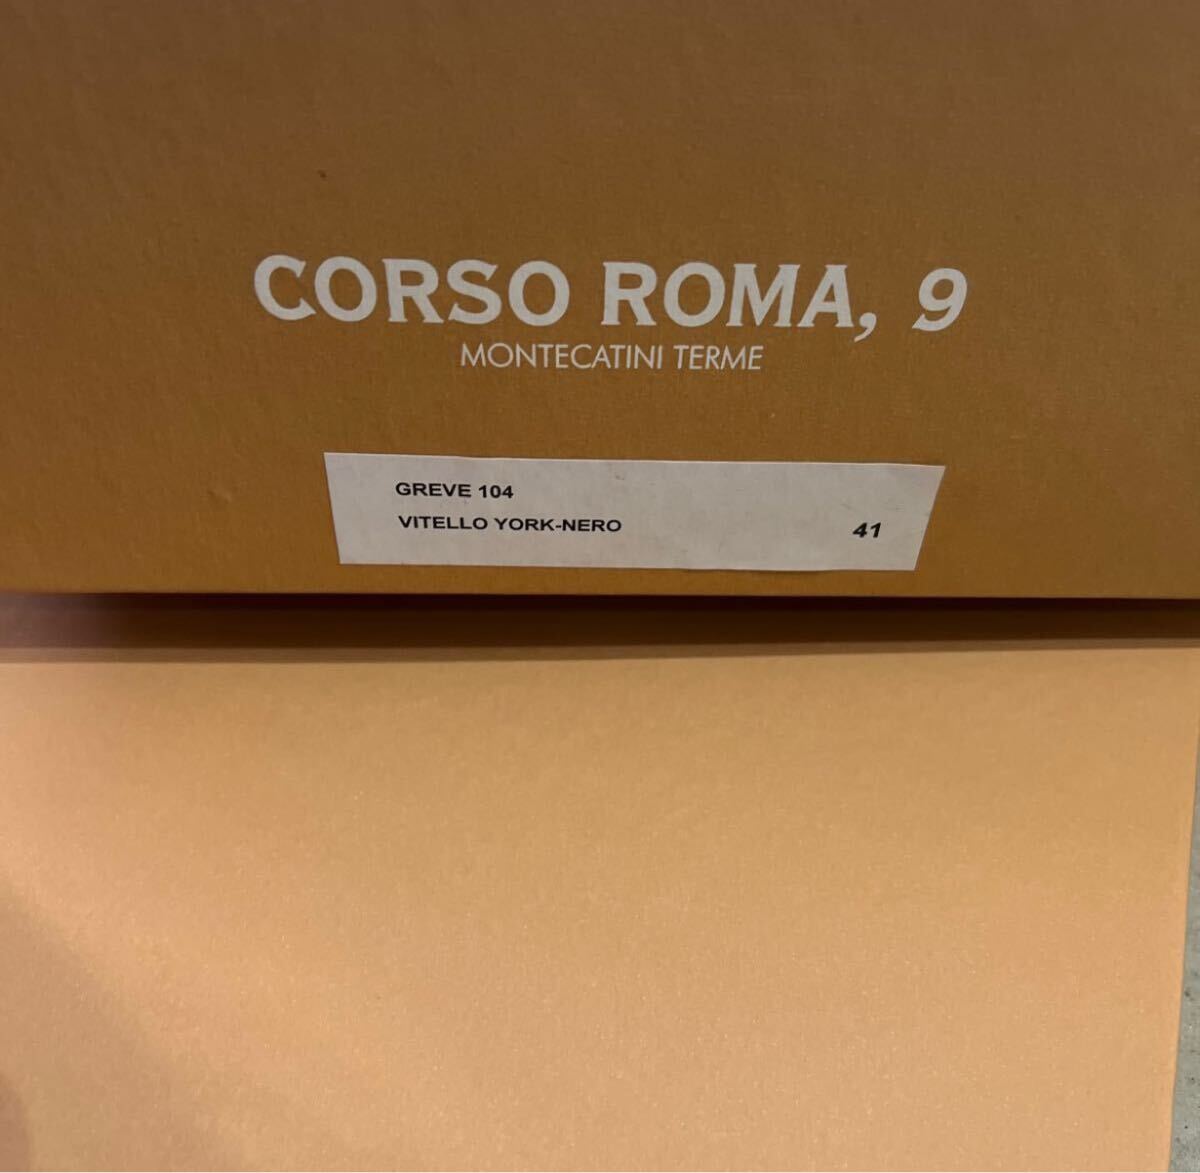 CORSO ROMA, 9
MONTECATINI TERME
GREVE 104
VITELLO YORK-NERO 41